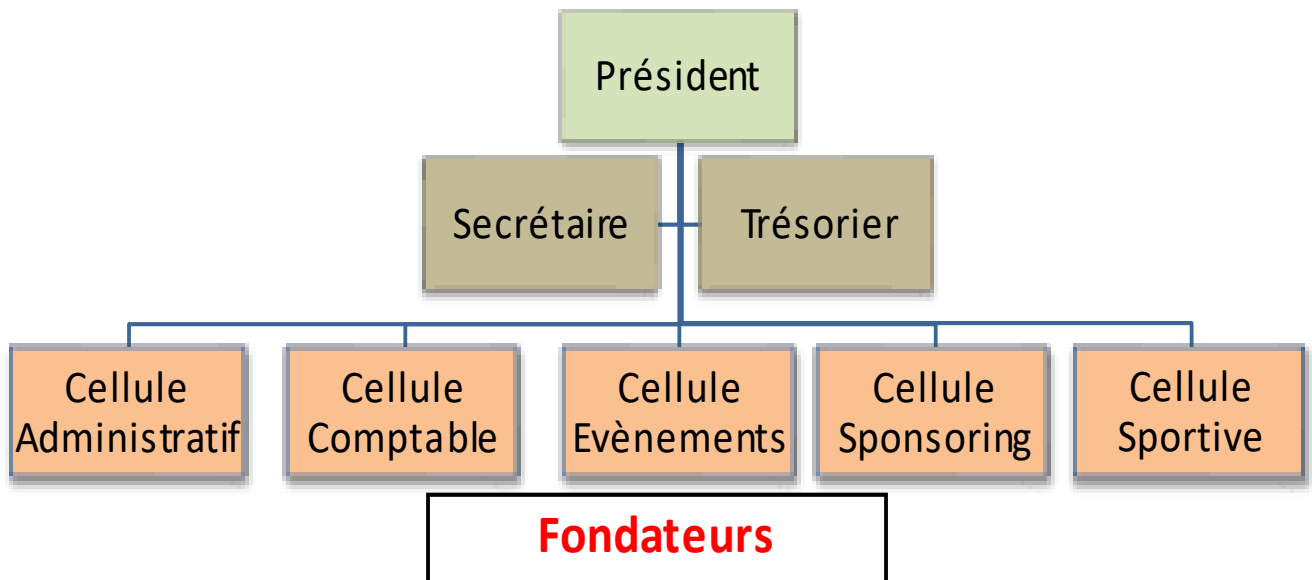 Président
Secrétaire
Trésorier
Cellule
Administratif
Cellule
Comptable
Cellule
Evènements
Cellule
Sponsoring
Cellule
Sportive
Fondateurs